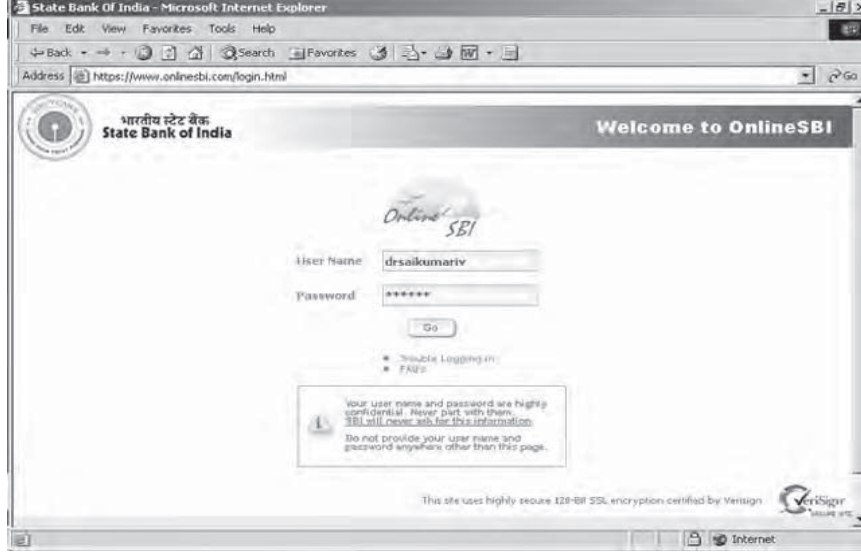 State Bank Of India - Microsoft Internet Explorer
File Edit View Favorites Tools Help
Back Search Favorites
Address https://www.onlinesbi.com/login.html Go
भारतीय स्टेट बैंक
State Bank of India
Welcome to OnlineSBI
Online
SBI
User Name drsaikumariv
Password ******
Go
Trouble Logging in
FAQs
Your user name and password are highly
confidential. Never part with them.
SBI will never ask for this information.
Do not provide your user name and
password anywhere other than this page.
This site uses highly secure 128-Bit SSL encryption certified by Verisign
VeriSign
Internet